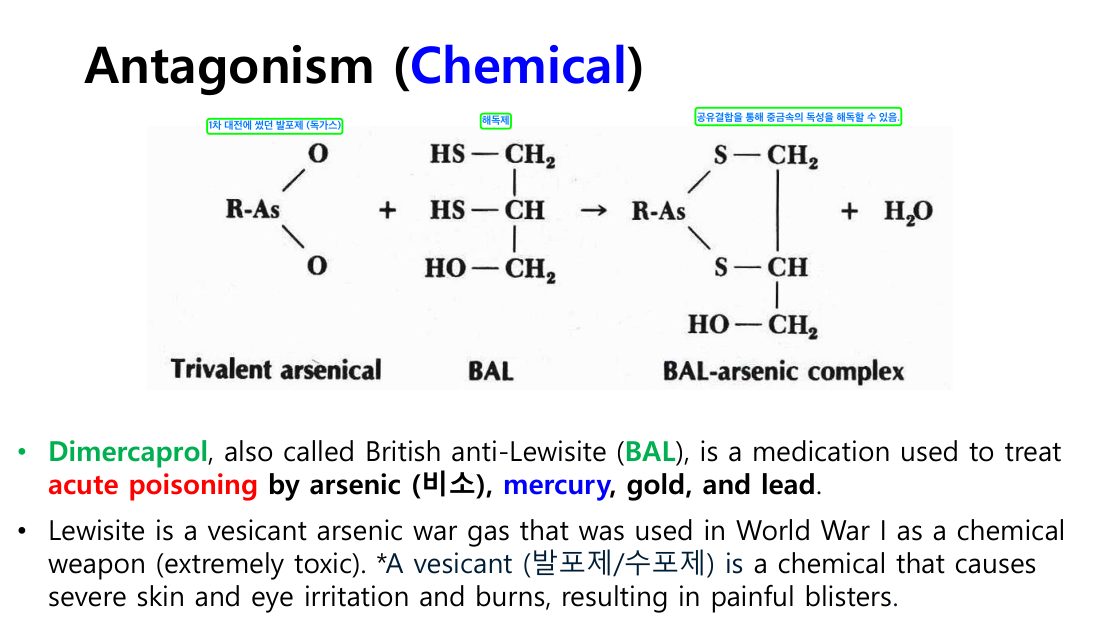 Antagonism (Chemical)
1차 대전에 썼던 발포제 (독가스)
해독제
공유결합을 통해 중금속의 독성을 해독할 수 있음.
O
R-As
O
+
HS — CH₂
HS — CH
HO — CH₂
→
S — CH₂
R-As
S — CH
HO — CH₂
+ H₂O
Trivalent arsenical
BAL
BAL-arsenic complex
• Dimercaprol, also called British anti-Lewisite (BAL), is a medication used to treat
acute poisoning by arsenic (비소), mercury, gold, and lead.
• Lewisite is a vesicant arsenic war gas that was used in World War I as a chemical
weapon (extremely toxic). *A vesicant (발포제/수포제) is a chemical that causes
severe skin and eye irritation and burns, resulting in painful blisters.